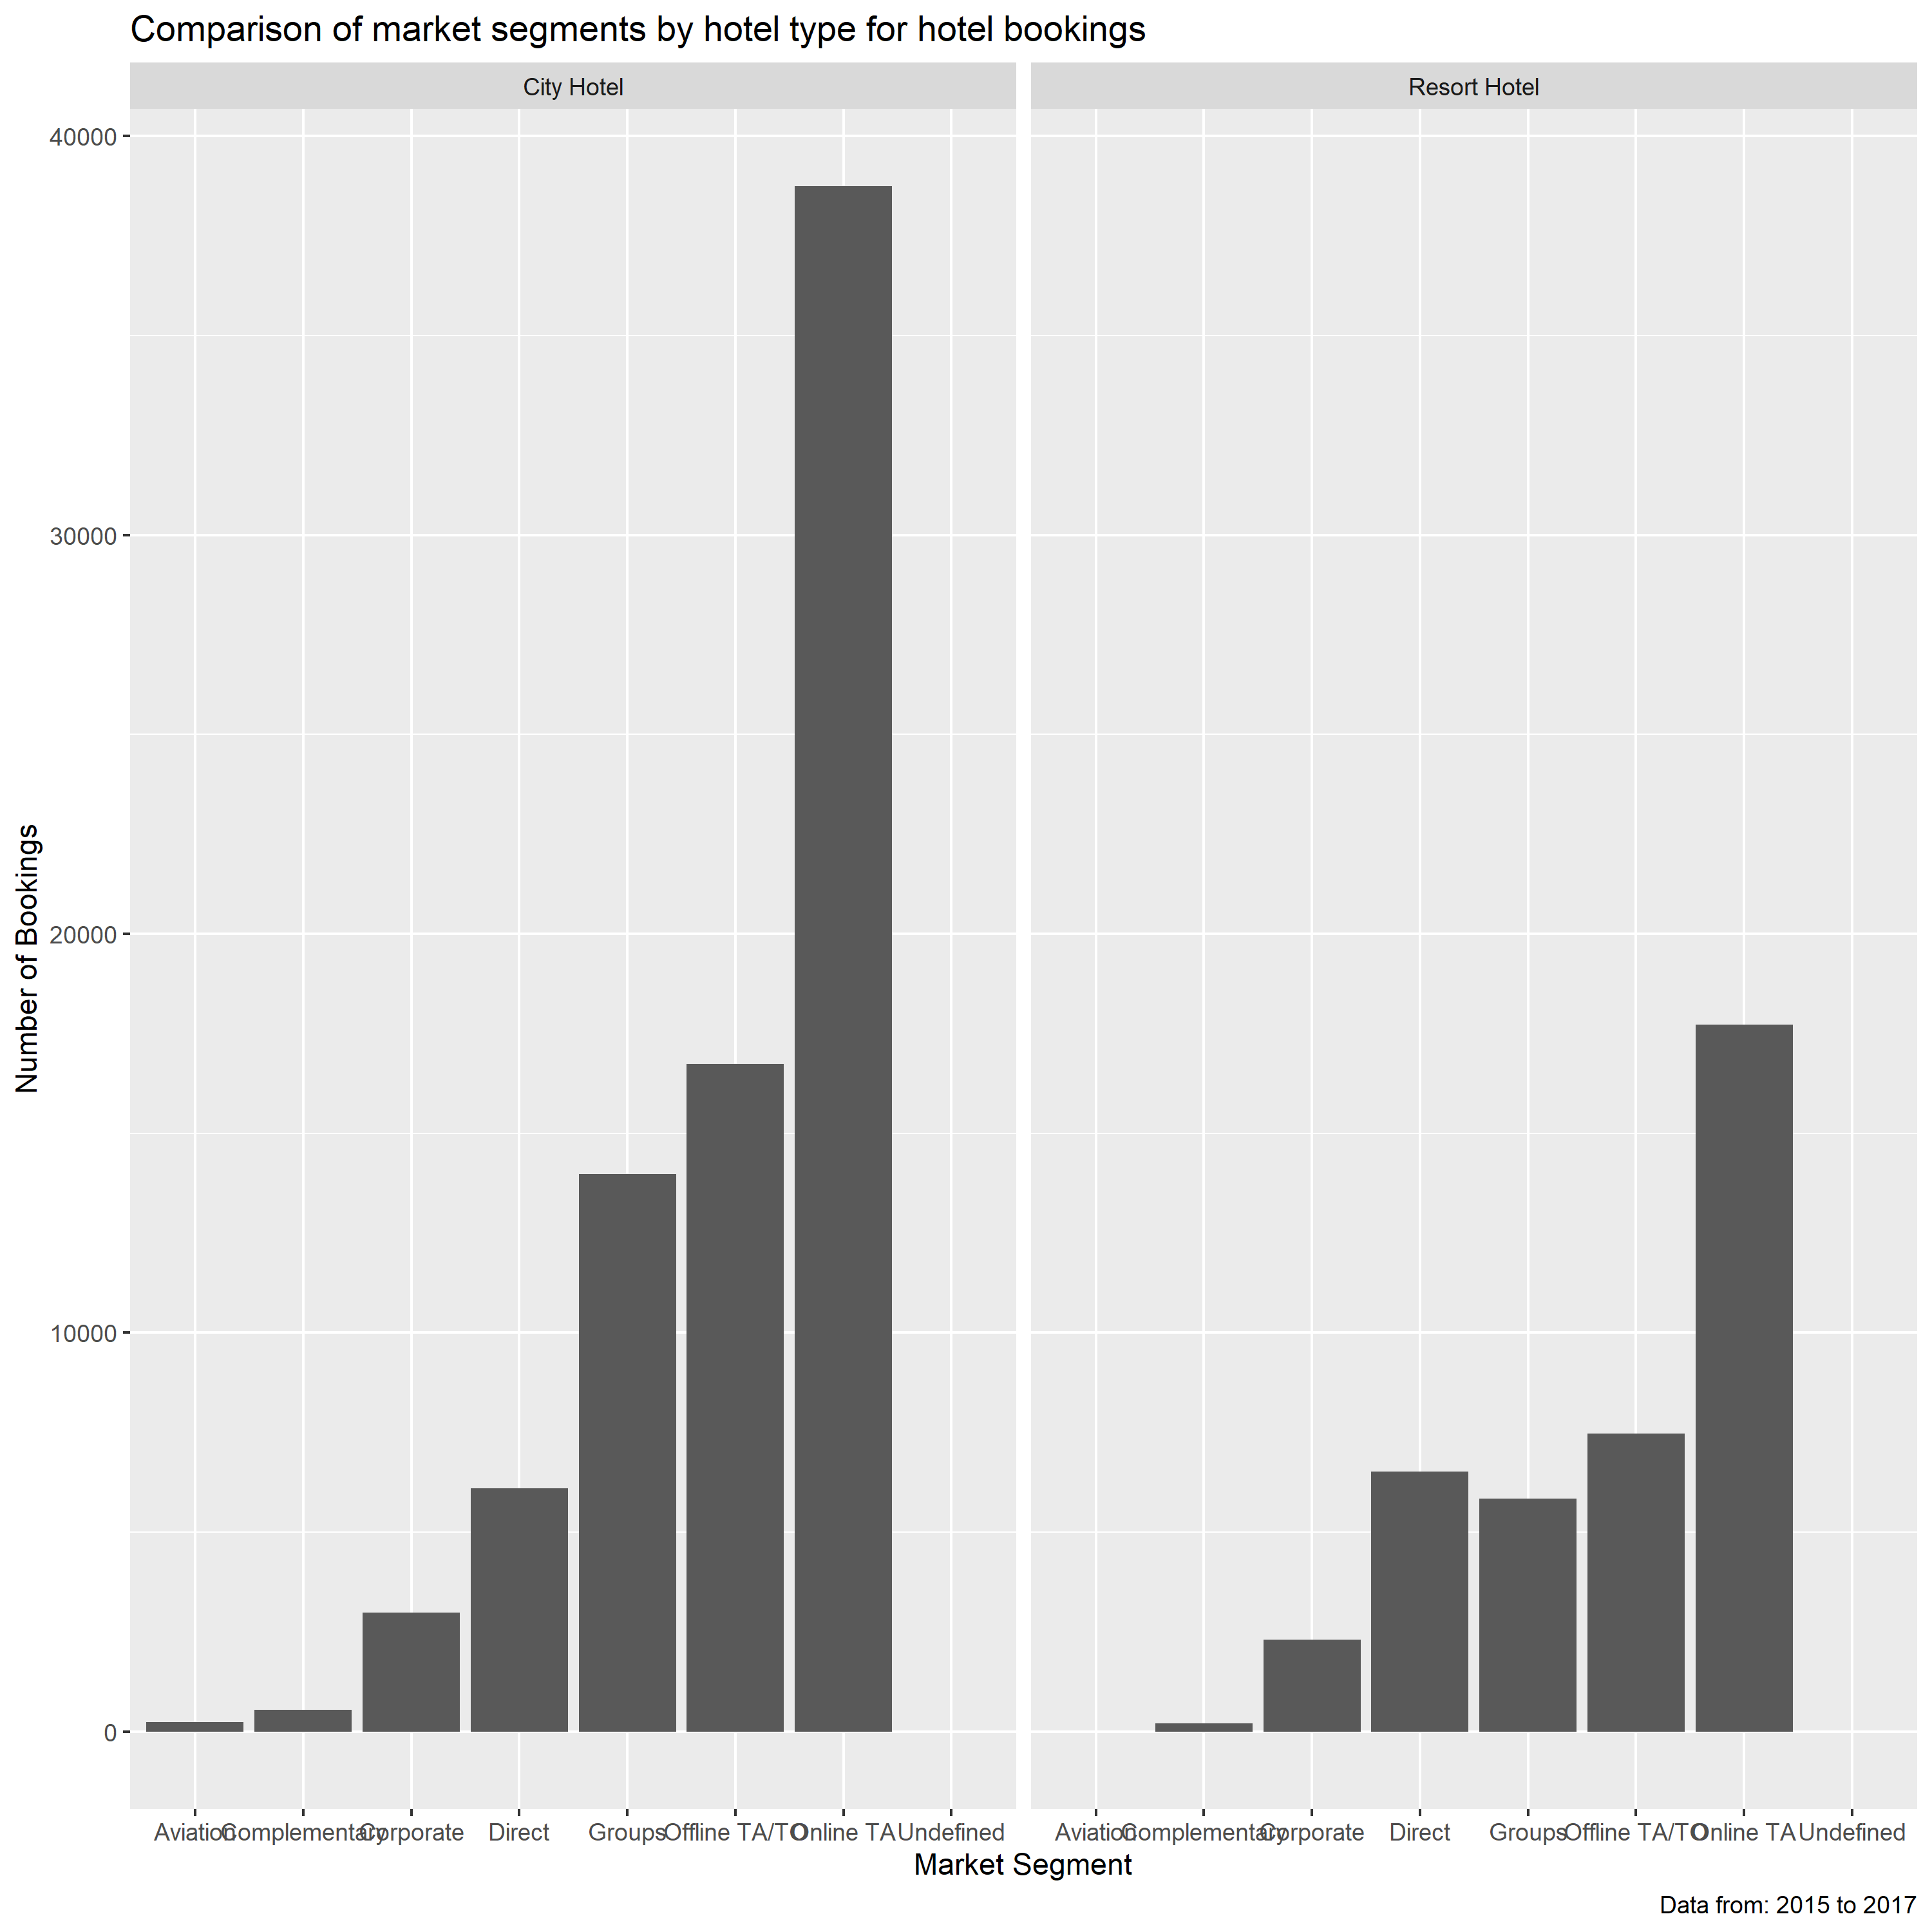 Comparison of market segments by hotel type for hotel bookings
City Hotel
Resort Hotel
Number of Bookings
40000
30000
20000
10000
0
Aviation Complementary Corporate Direct Groups Offline TA/TO Online TA Undefined
Aviation Complementary Corporate Direct Groups Offline TA/TO Online TA Undefined
Market Segment
Data from: 2015 to 2017